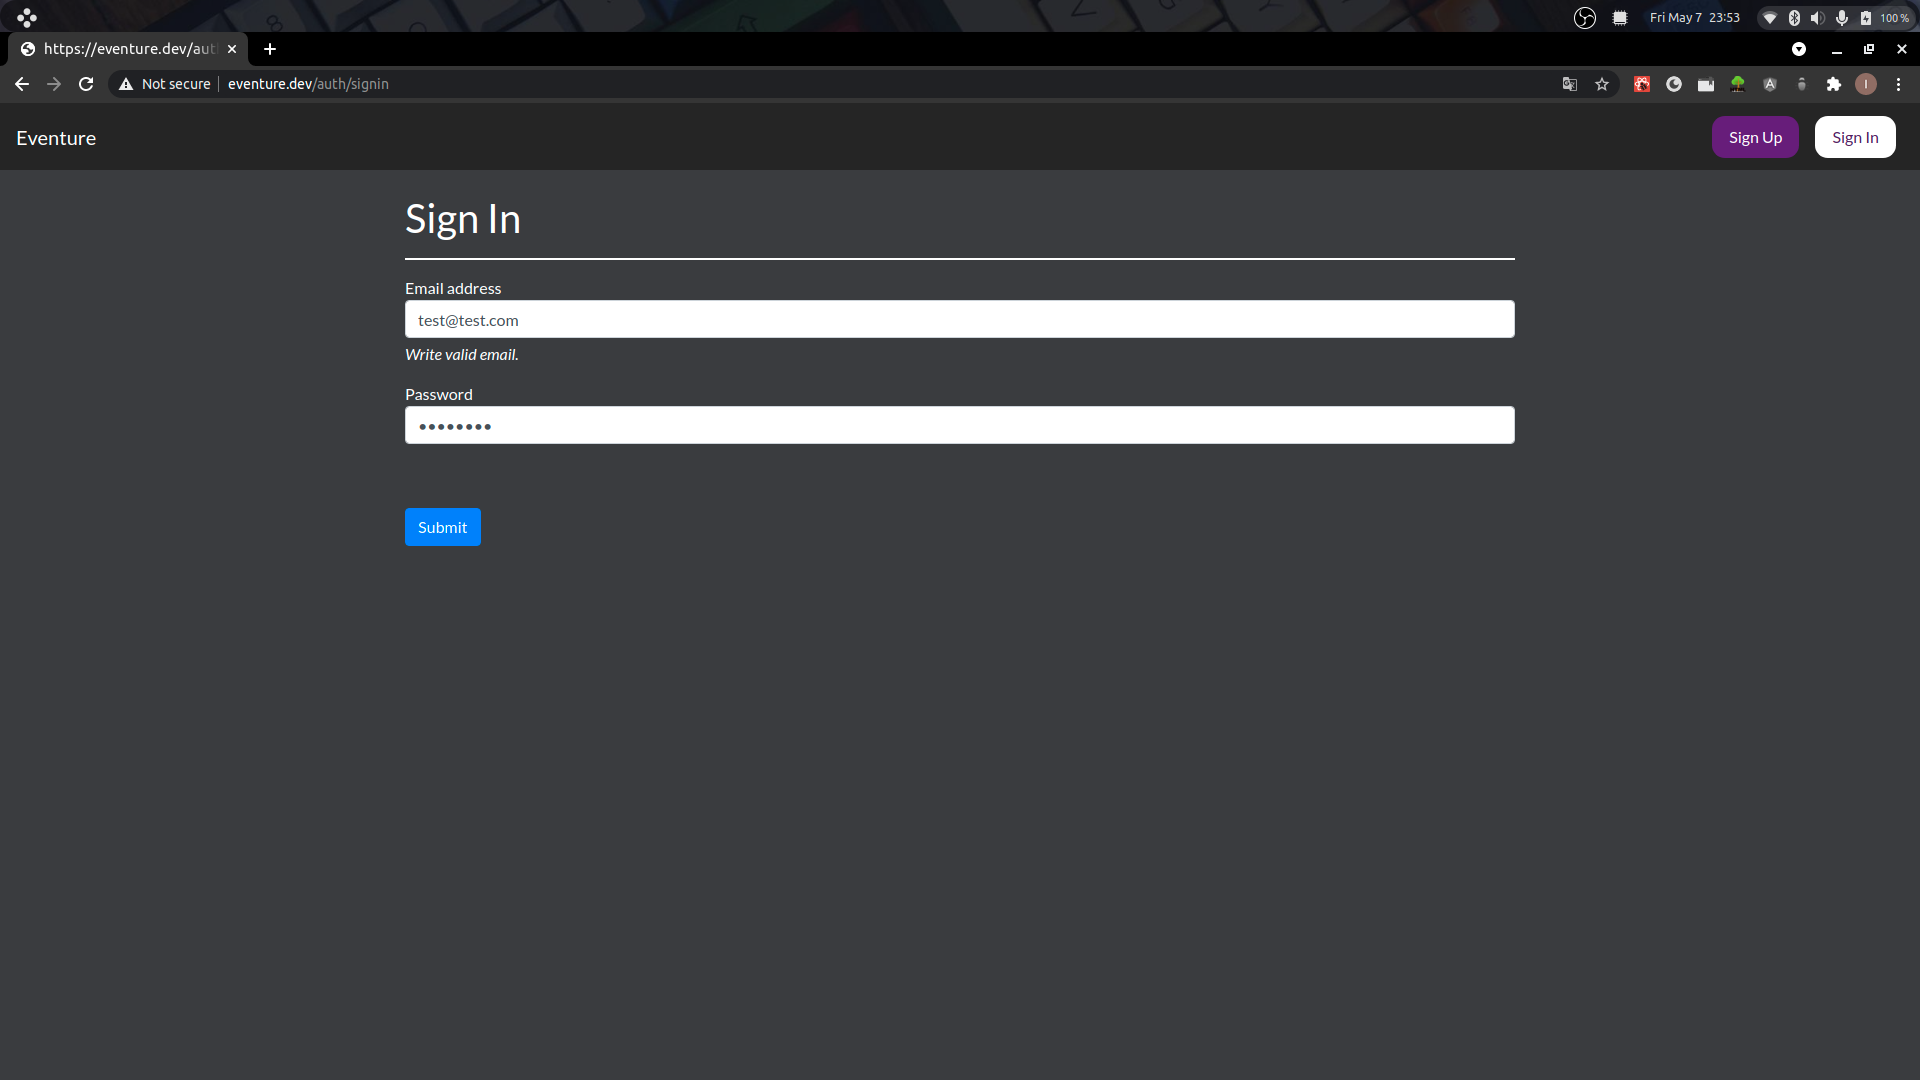 Fri May 7 23:53
100 %
https://eventure.dev/aut
Not secure eventure.dev/auth/signin
I
Eventure
Sign Up
Sign In
Sign In
Email address
test@test.com
Write valid email.
Password
••••••••
Submit